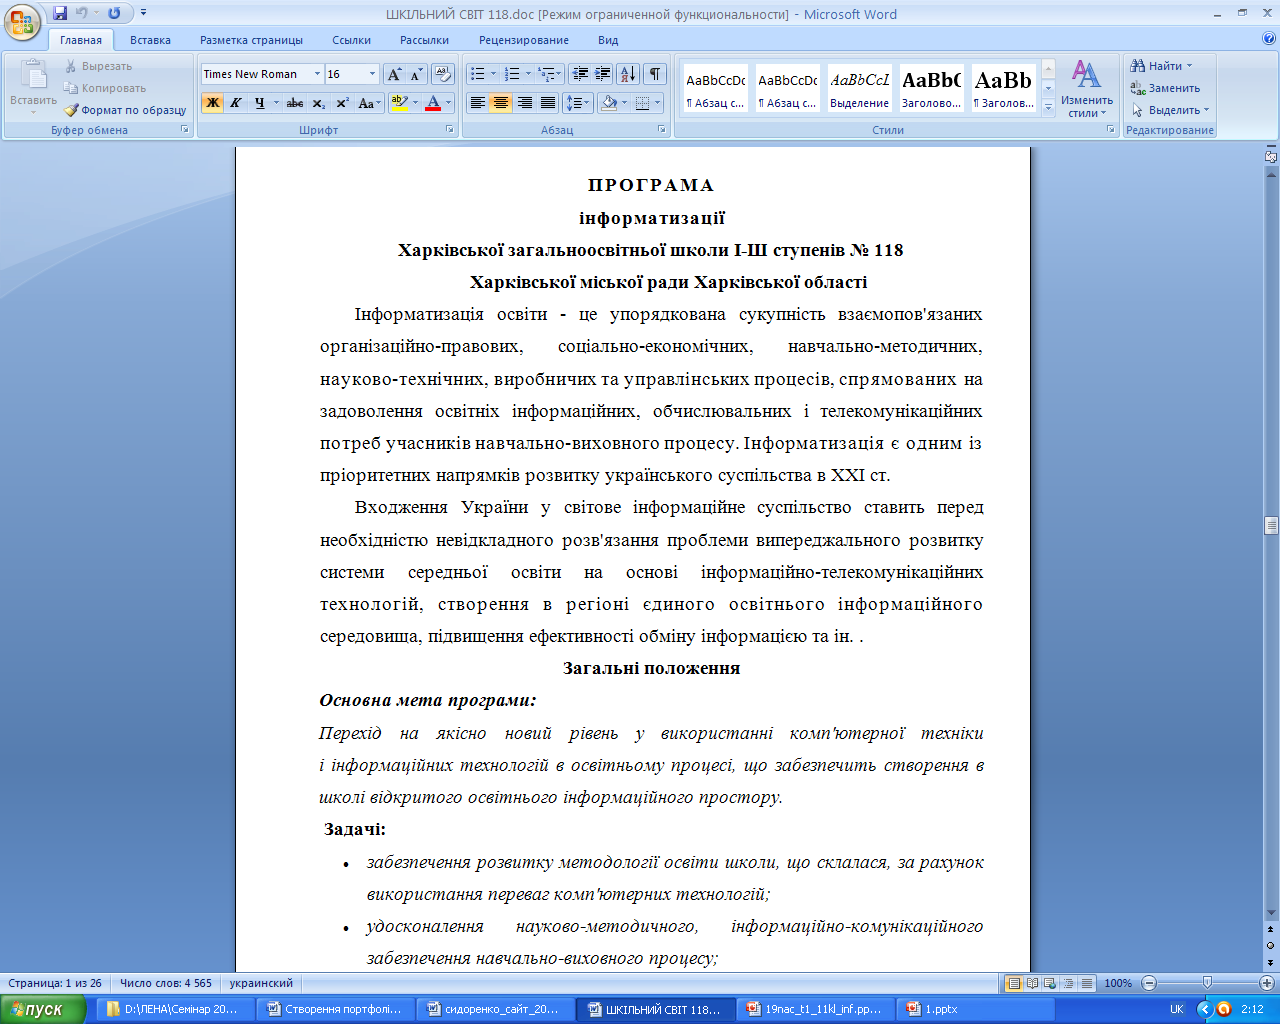 ШКІЛЬНИЙ СВІТ 118.doc [Режим ограниченной функциональности] - Microsoft Word
Главная Вставка Разметка страницы Ссылки Рассылки Рецензирование Вид
Вставить
Вырезать
Копировать
Формат по образцу
Буфер обмена
Times New Roman 16
Ж К Ч abc x₂ x² Aa
Шрифт
Абзац
AaBbCcDc AaBbCcDc AaBbCcI AaBbC AaBb
¶ Абзац с... ¶ Абзац с... Выделение Заголово... ¶ Заголов...
Изменить стили
Стили
Найти
Заменить
Выделить
Редактирование
ПРОГРАМА
інформатизації
Харківської загальноосвітньої школи І-Ш ступенів № 118
Харківської міської ради Харківської області
Інформатизація освіти - це упорядкована сукупність взаємопов'язаних
організаційно-правових, соціально-економічних, навчально-методичних,
науково-технічних, виробничих та управлінських процесів, спрямованих на
задоволення освітніх інформаційних, обчислювальних і телекомунікаційних
потреб учасників навчально-виховного процесу. Інформатизація є одним із
пріоритетних напрямків розвитку українського суспільства в XXI ст.
Входження України у світове інформаційне суспільство ставить перед
необхідністю невідкладного розв'язання проблеми випереджального розвитку
системи середньої освіти на основі інформаційно-телекомунікаційних
технологій, створення в регіоні єдиного освітнього інформаційного
середовища, підвищення ефективності обміну інформацією та ін. .
Загальні положення
Основна мета програми:
Перехід на якісно новий рівень у використанні комп'ютерної техніки
і інформаційних технологій в освітньому процесі, що забезпечить створення в
школі відкритого освітнього інформаційного простору.
Задачі:
• забезпечення розвитку методології освіти школи, що склалася, за рахунок
використання переваг комп'ютерних технологій;
• удосконалення науково-методичного, інформаційно-комунікаційного
забезпечення навчально-виховного процесу;
Страница: 1 из 26 Число слов: 4 565 украинский 100%
пуск D:\ЛЕНА\Семінар 20... Створення портфолі... сидоренко_сайт_20... ШКІЛЬНИЙ СВІТ 118... 19nac_t1_11kl_inf.pp... 1.pptx UK 2:12